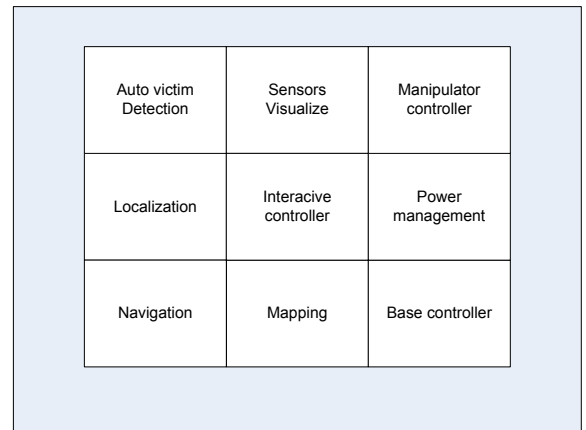 Auto victim
Detection
Sensors
Visualize
Manipulator
controller
Localization
Interacive
controller
Power
management
Navigation
Mapping
Base controller